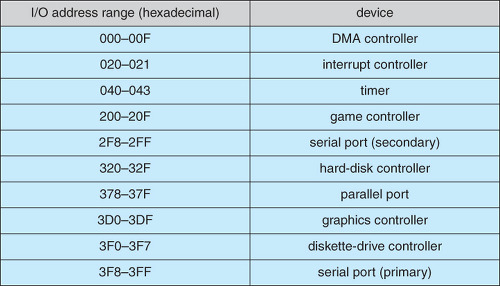 I/O address range (hexadecimal) device
000–00F DMA controller
020–021 interrupt controller
040–043 timer
200–20F game controller
2F8–2FF serial port (secondary)
320–32F hard-disk controller
378–37F parallel port
3D0–3DF graphics controller
3F0–3F7 diskette-drive controller
3F8–3FF serial port (primary)